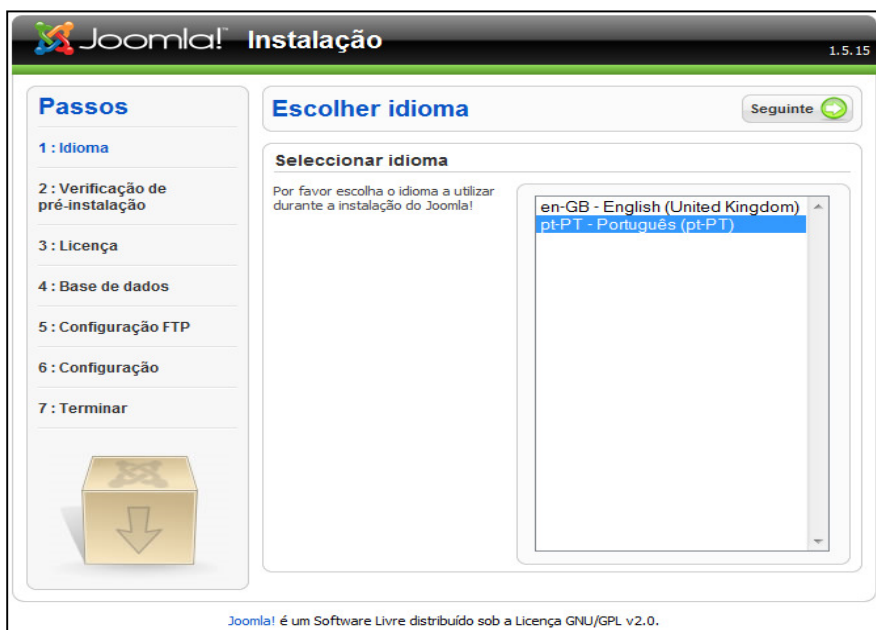 Joomla!™ Instalação
1.5.15
Passos
1 : Idioma
2 : Verificação de
pré-instalação
3 : Licença
4 : Base de dados
5 : Configuração FTP
6 : Configuração
7 : Terminar
Escolher idioma
Seguinte
Seleccionar idioma
Por favor escolha o idioma a utilizar
durante a instalação do Joomla!
en-GB - English (United Kingdom)
pt-PT - Português (pt-PT)
Joomla! é um Software Livre distribuído sob a Licença GNU/GPL v2.0.